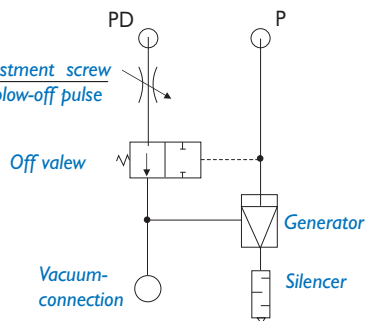 PD
P
stment screw
low-off pulse
Off valew
Generator
Vacuum-
connection
Silencer